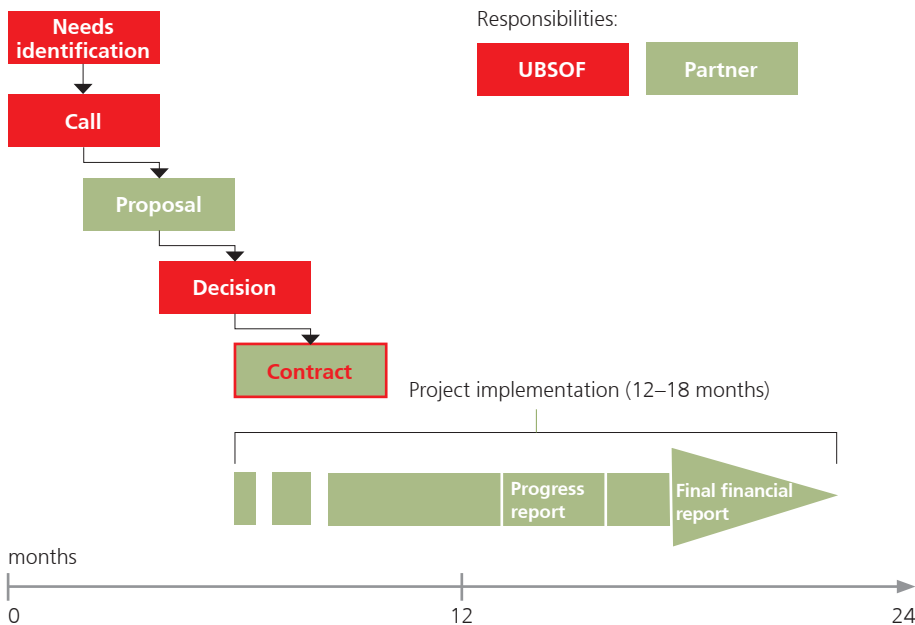 Needs
identification
Responsibilities:
UBSOF
Partner
Call
Proposal
Decision
Contract
Project implementation (12–18 months)
Progress
report
Final financial
report
months
0
12
24